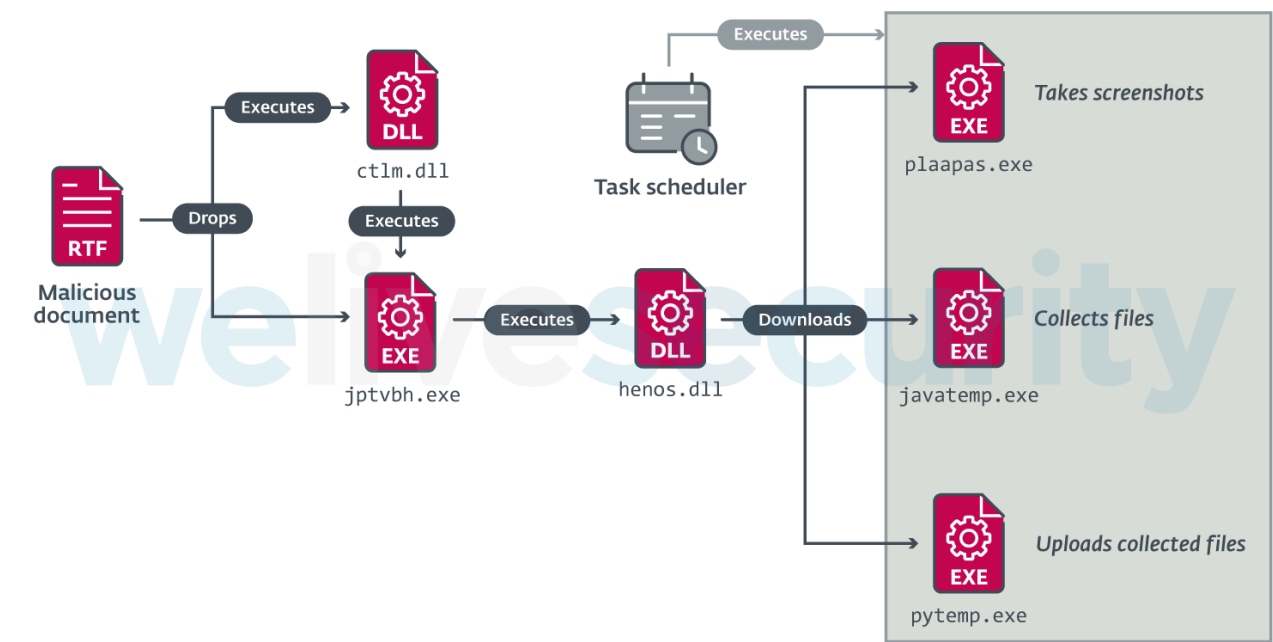 Executes
EXE
Takes screenshots
plaapas.exe
Executes
DLL
ctlm.dll
Task scheduler
RTF
Malicious
document
Drops
Executes
EXE
jptvbh.exe
Executes
DLL
henos.dll
Downloads
EXE
Collects files
javatemp.exe
EXE
Uploads collected files
pytemp.exe
welivesecurity